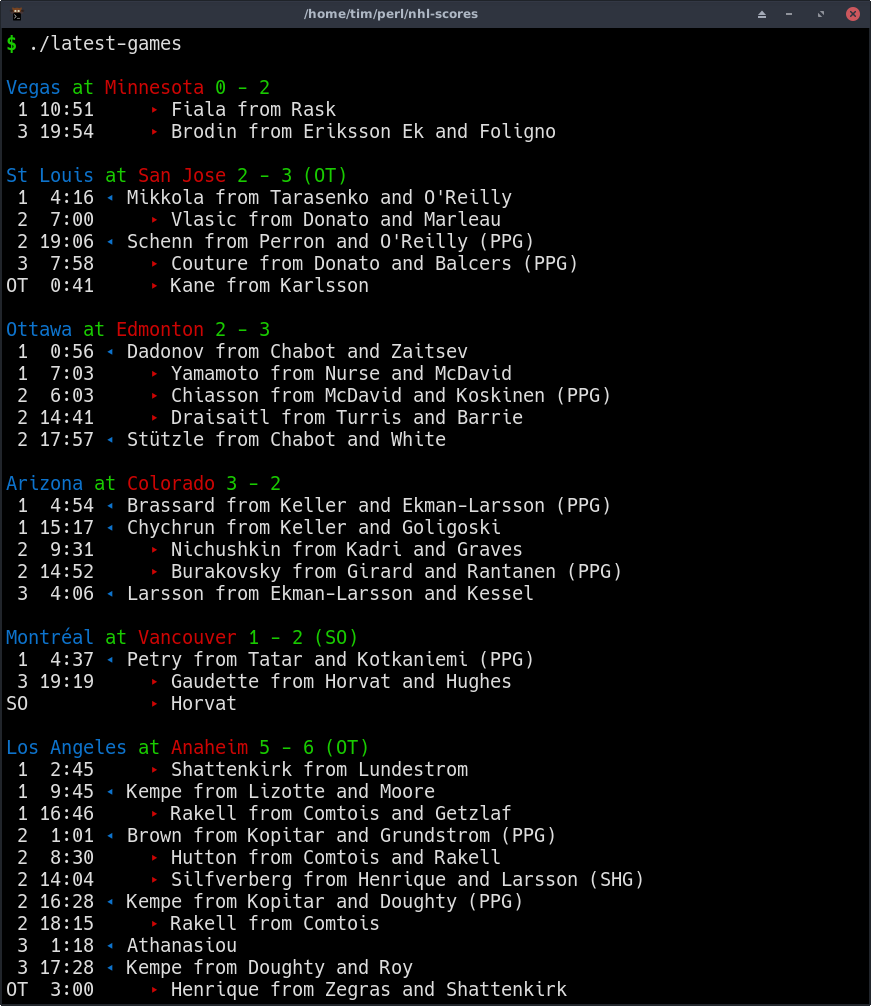 /home/tim/perl/nhl-scores
$ ./latest-games
Vegas at Minnesota 0 - 2
1 10:51 ‣ Fiala from Rask
3 19:54 ‣ Brodin from Eriksson Ek and Foligno
St Louis at San Jose 2 - 3 (OT)
1 4:16 ◂ Mikkola from Tarasenko and O'Reilly
2 7:00 ‣ Vlasic from Donato and Marleau
2 19:06 ◂ Schenn from Perron and O'Reilly (PPG)
3 7:58 ‣ Couture from Donato and Balcers (PPG)
OT 0:41 ‣ Kane from Karlsson
Ottawa at Edmonton 2 - 3
1 0:56 ◂ Dadonov from Chabot and Zaitsev
1 7:03 ‣ Yamamoto from Nurse and McDavid
2 6:03 ‣ Chiasson from McDavid and Koskinen (PPG)
2 14:41 ‣ Draisaitl from Turris and Barrie
2 17:57 ◂ Stützle from Chabot and White
Arizona at Colorado 3 - 2
1 4:54 ◂ Brassard from Keller and Ekman-Larsson (PPG)
1 15:17 ◂ Chychrun from Keller and Goligoski
2 9:31 ‣ Nichushkin from Kadri and Graves
2 14:52 ‣ Burakovsky from Girard and Rantanen (PPG)
3 4:06 ◂ Larsson from Ekman-Larsson and Kessel
Montréal at Vancouver 1 - 2 (SO)
1 4:37 ◂ Petry from Tatar and Kotkaniemi (PPG)
3 19:19 ‣ Gaudette from Horvat and Hughes
SO ‣ Horvat
Los Angeles at Anaheim 5 - 6 (OT)
1 2:45 ‣ Shattenkirk from Lundestrom
1 9:45 ◂ Kempe from Lizotte and Moore
1 16:46 ‣ Rakell from Comtois and Getzlaf
2 1:01 ◂ Brown from Kopitar and Grundstrom (PPG)
2 8:30 ‣ Hutton from Comtois and Rakell
2 14:04 ‣ Silfverberg from Henrique and Larsson (SHG)
2 16:28 ◂ Kempe from Kopitar and Doughty (PPG)
2 18:15 ‣ Rakell from Comtois
3 1:18 ◂ Athanasiou
3 17:28 ◂ Kempe from Doughty and Roy
OT 3:00 ‣ Henrique from Zegras and Shattenkirk